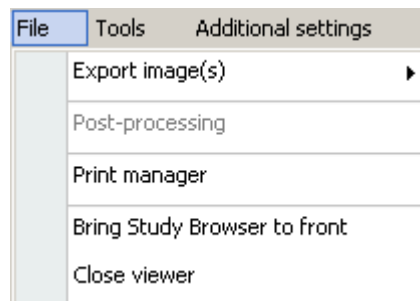 File Tools Additional settings
Export image(s)
Post-processing
Print manager
Bring Study Browser to front
Close viewer